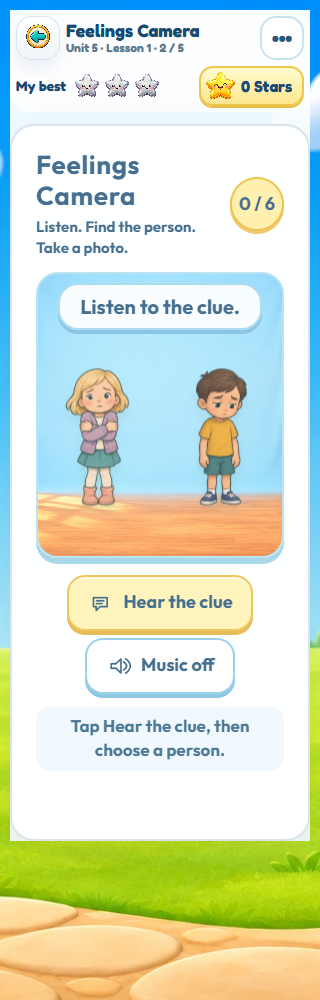 Feelings Camera
Unit 5 · Lesson 1 · 2 / 5
•••
My best
0 Stars
Feelings
Camera
0 / 6
Listen. Find the person.
Take a photo.
Listen to the clue.
Hear the clue
Music off
Tap Hear the clue, then
choose a person.